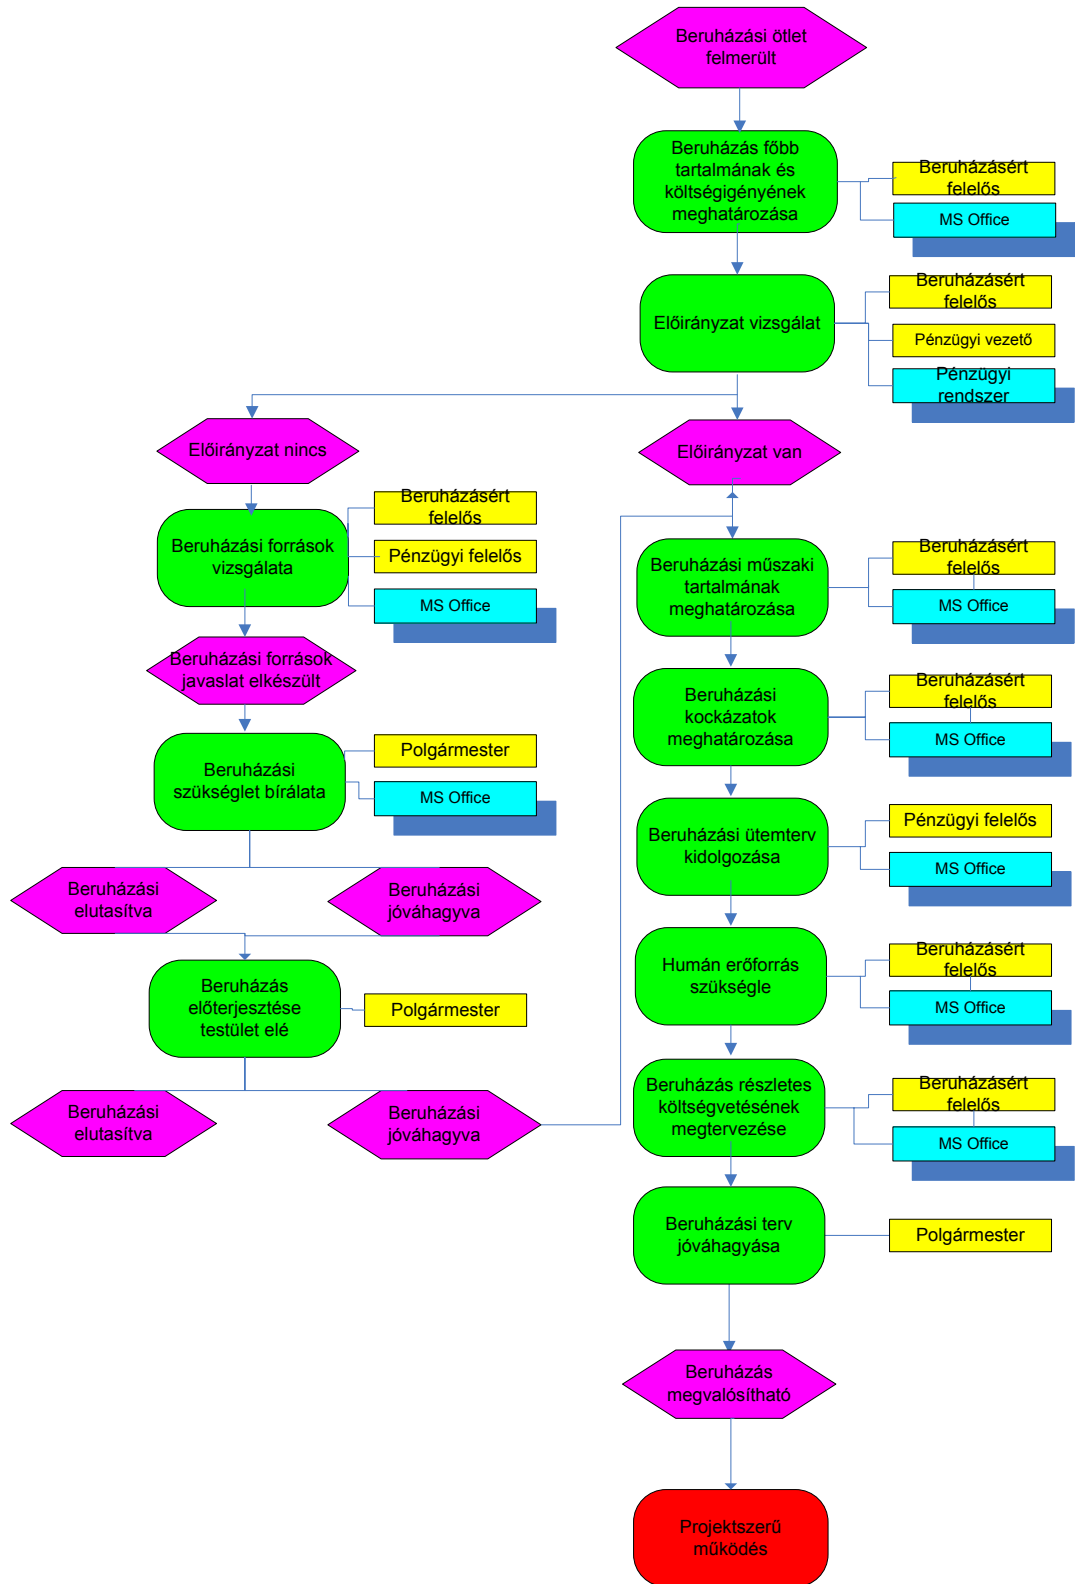 Beruházási ötlet
felmerült
Beruházás főbb
tartalmának és
költségigényének
meghatározása
Beruházásért
felelős
MS Office
Előirányzat vizsgálat
Beruházásért
felelős
Pénzügyi vezető
Pénzügyi
rendszer
Előirányzat nincs
Előirányzat van
Beruházási források
vizsgálata
Beruházásért
felelős
Pénzügyi felelős
MS Office
Beruházási műszaki
tartalmának
meghatározása
Beruházásért
felelős
MS Office
Beruházási források
javaslat elkészült
Beruházási
kockázatok
meghatározása
Beruházásért
felelős
MS Office
Beruházási
szükséglet bírálata
Polgármester
MS Office
Beruházási ütemterv
kidolgozása
Pénzügyi felelős
MS Office
Beruházási
elutasítva
Beruházási
jóváhagyva
Humán erőforrás
szükségle
Beruházásért
felelős
MS Office
Beruházás
előterjesztése
testület elé
Polgármester
Beruházás részletes
költségvetésének
megtervezése
Beruházásért
felelős
MS Office
Beruházási
elutasítva
Beruházási
jóváhagyva
Beruházási terv
jóváhagyása
Polgármester
Beruházás
megvalósítható
Projektszerű
működés